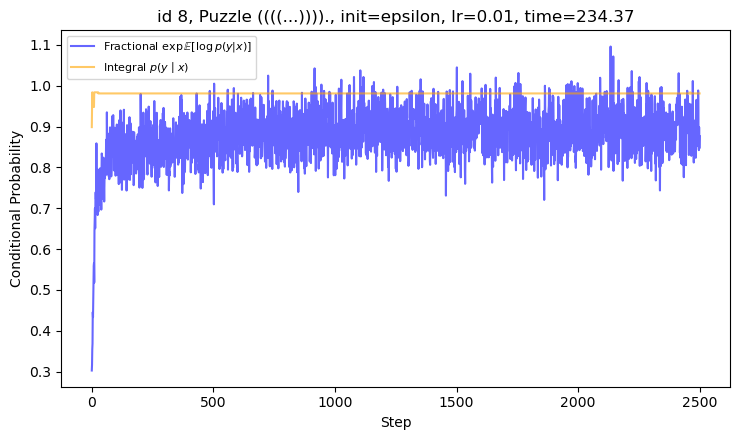 id 8, Puzzle ((((...))))., init=epsilon, lr=0.01, time=234.37
Fractional exp 𝔼[log p(y|x)]
Integral p(y | x)
Conditional Probability
1.1
1.0
0.9
0.8
0.7
0.6
0.5
0.4
0.3
0 500 1000 1500 2000 2500
Step